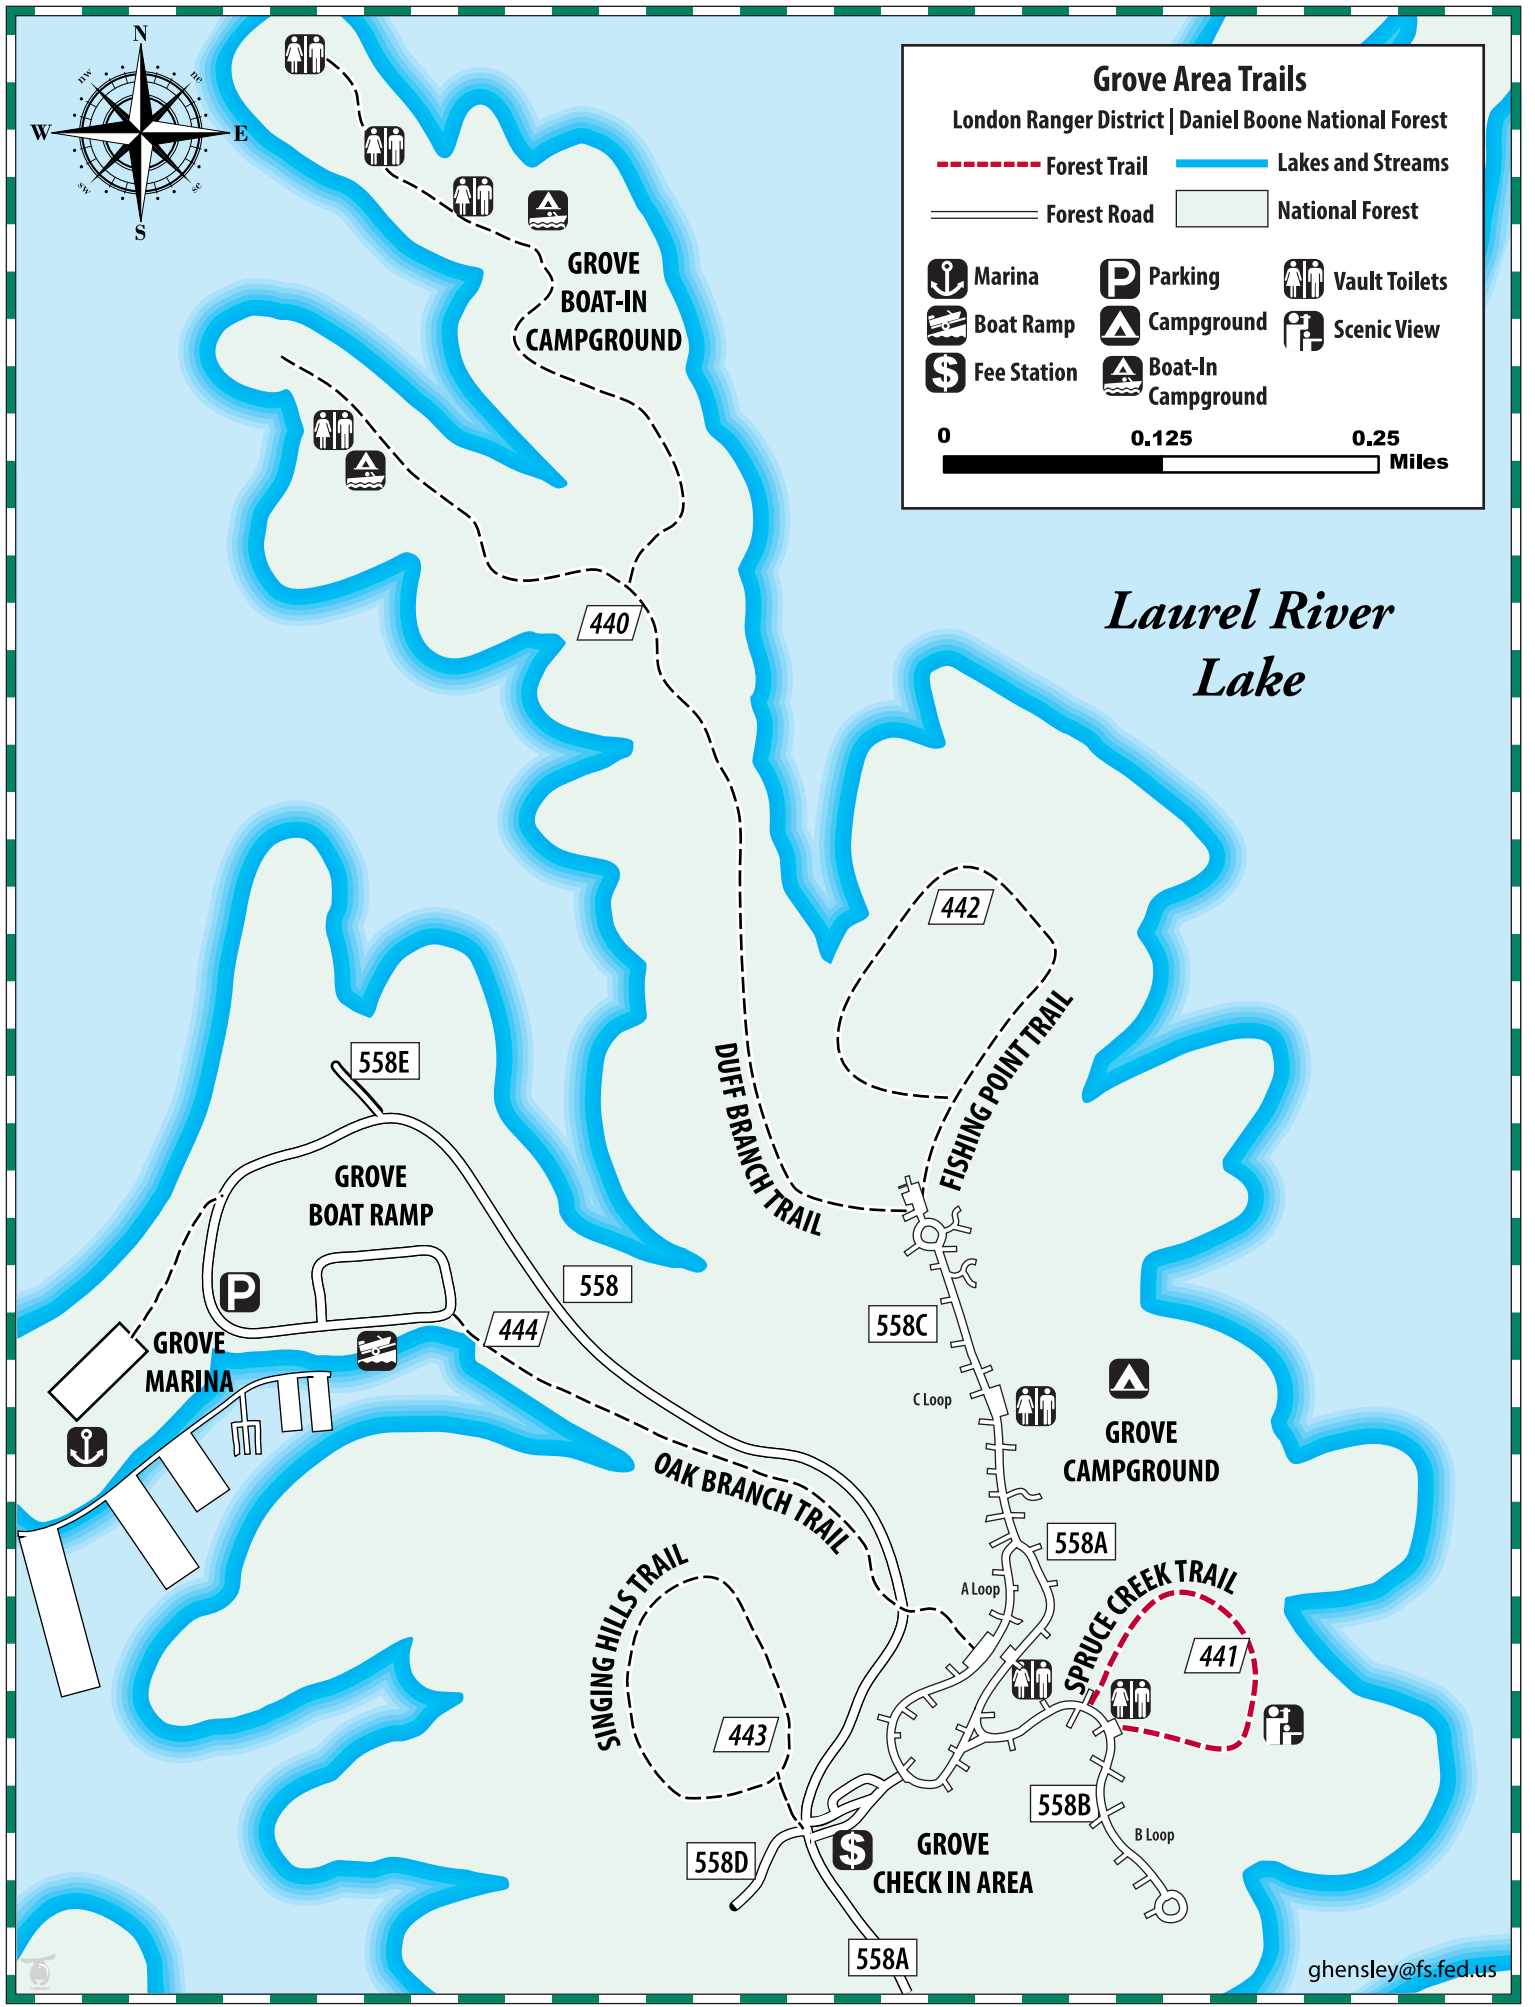 N
nw
ne
W
E
sw
se
S
Grove Area Trails
London Ranger District | Daniel Boone National Forest
Forest Trail
Lakes and Streams
Forest Road
National Forest
Marina
Parking
Vault Toilets
Boat Ramp
Campground
Scenic View
Fee Station
Boat-In
Campground
0
0.125
0.25
Miles
GROVE
BOAT-IN
CAMPGROUND
440
Laurel River
Lake
442
FISHING POINT TRAIL
DUFF BRANCH TRAIL
558E
GROVE
BOAT RAMP
P
558
444
558C
GROVE
MARINA
C Loop
GROVE
CAMPGROUND
OAK BRANCH TRAIL
558A
SINGING HILLS TRAIL
A Loop
SPRUCE CREEK TRAIL
441
443
558B
B Loop
558D
$
GROVE
CHECK IN AREA
558A
ghensley@fs.fed.us